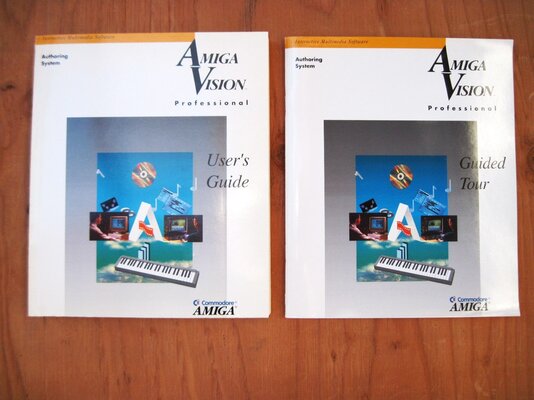 Interactive Multimedia Software
Authoring
System
AMIGA
VISION
Professional
User's
Guide
Commodore
AMIGA
Interactive Multimedia Software
Authoring
System
AMIGA
VISION
Professional
Guided
Tour
Commodore
AMIGA